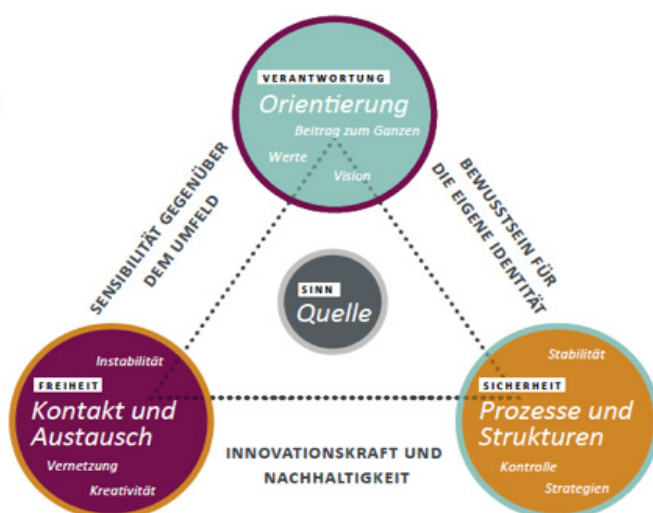 VERANTWORTUNG
Orientierung
Beitrag zum Ganzen
Werte
Vision
SENSIBILITÄT GEGENÜBER
DEM UMFELD
BEWUSSTSEIN FÜR
DIE EIGENE IDENTITÄT
SINN
Quelle
Instabilität
FREIHEIT
Kontakt und
Austausch
Vernetzung
Kreativität
Stabilität
SICHERHEIT
Prozesse und
Strukturen
Kontrolle
Strategien
INNOVATIONSKRAFT UND
NACHHALTIGKEIT